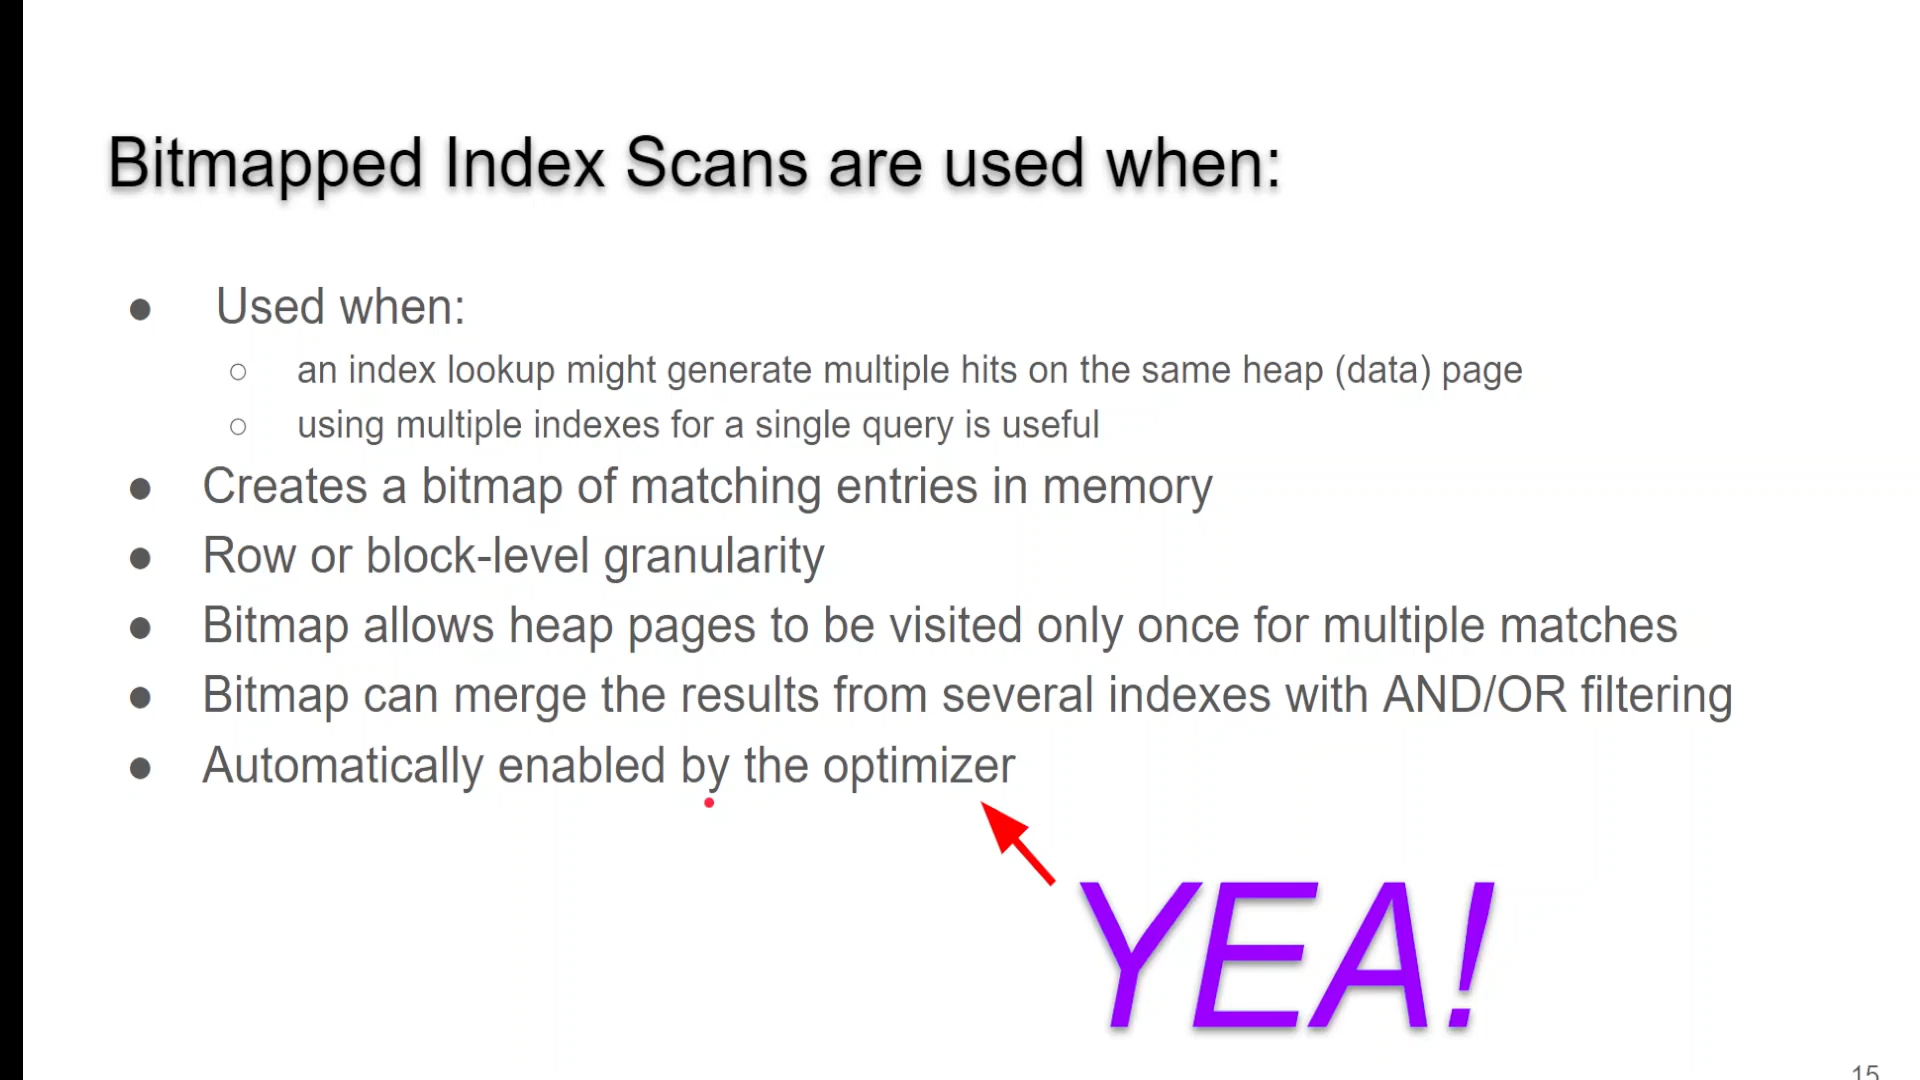 Bitmapped Index Scans are used when:
● Used when:
○ an index lookup might generate multiple hits on the same heap (data) page
○ using multiple indexes for a single query is useful
● Creates a bitmap of matching entries in memory
● Row or block-level granularity
● Bitmap allows heap pages to be visited only once for multiple matches
● Bitmap can merge the results from several indexes with AND/OR filtering
● Automatically enabled by the optimizer
YEA!
15